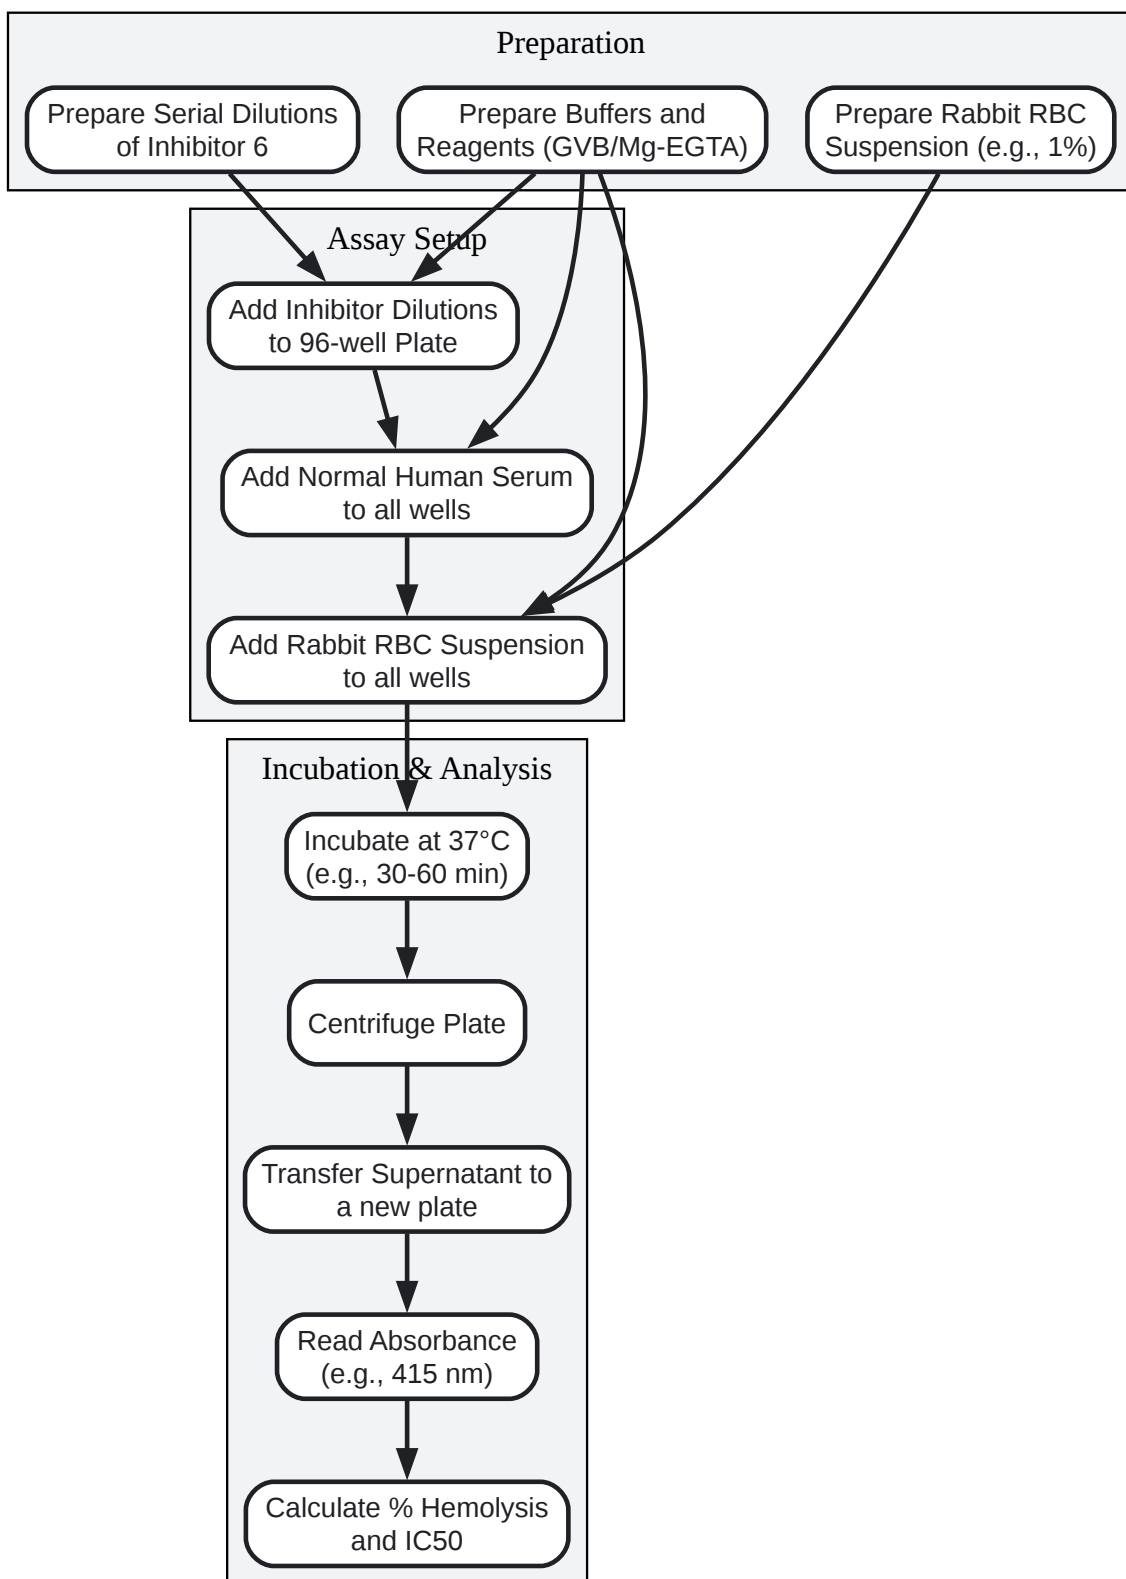 Preparation
Prepare Serial Dilutions
of Inhibitor 6
Prepare Buffers and
Reagents (GVB/Mg-EGTA)
Prepare Rabbit RBC
Suspension (e.g., 1%)
Assay Setup
Add Inhibitor Dilutions
to 96-well Plate
Add Normal Human Serum
to all wells
Add Rabbit RBC Suspension
to all wells
Incubation & Analysis
Incubate at 37°C
(e.g., 30-60 min)
Centrifuge Plate
Transfer Supernatant to
a new plate
Read Absorbance
(e.g., 415 nm)
Calculate % Hemolysis
and IC50